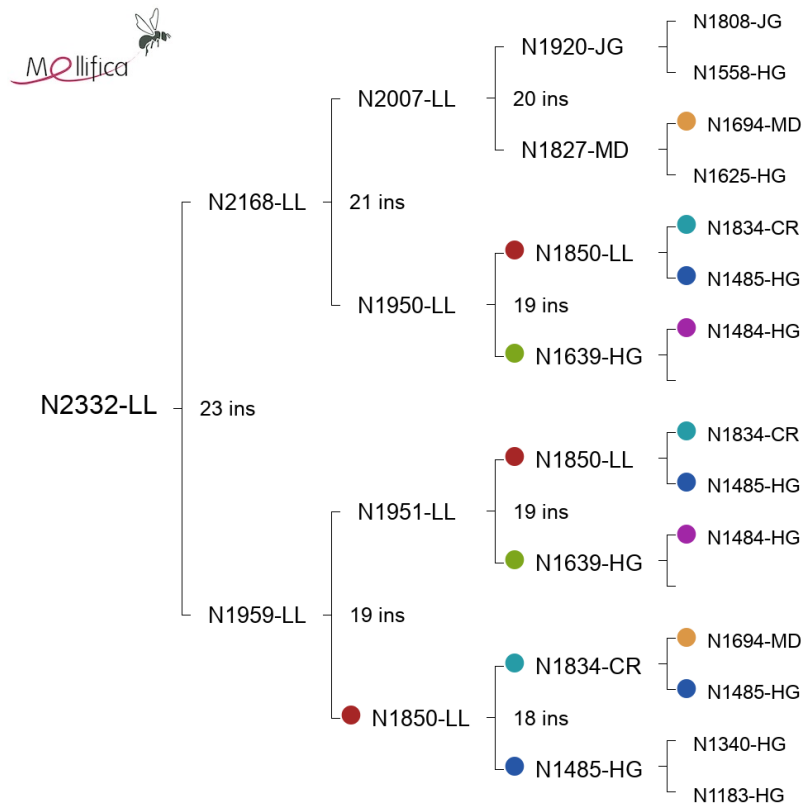 Mellifica
N1808-JG
N1920-JG
N1558-HG
N2007-LL
20 ins
N1694-MD
N1827-MD
N1625-HG
N2168-LL
21 ins
N1834-CR
N1850-LL
N1485-HG
N1950-LL
19 ins
N1484-HG
N1639-HG
N2332-LL
23 ins
N1834-CR
N1850-LL
N1485-HG
N1951-LL
19 ins
N1484-HG
N1639-HG
N1959-LL
19 ins
N1694-MD
N1834-CR
N1485-HG
N1850-LL
18 ins
N1340-HG
N1485-HG
N1183-HG